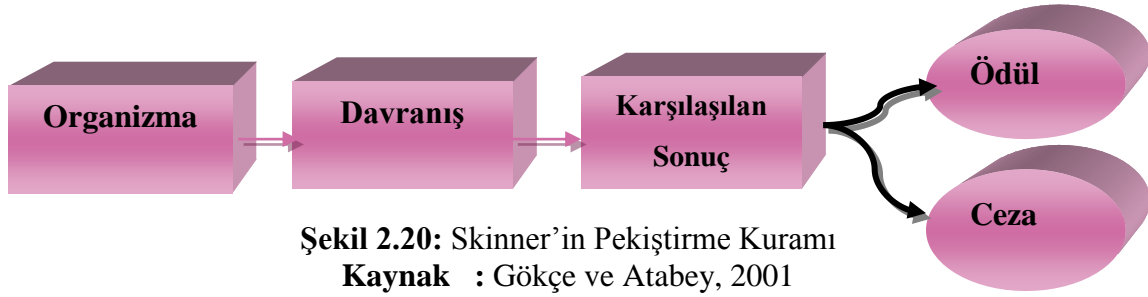 Organizma
Davranış
Karşılaşılan
Sonuç
Ödül
Ceza
Şekil 2.20: Skinner’in Pekiştirme Kuramı
Kaynak : Gökçe ve Atabey, 2001